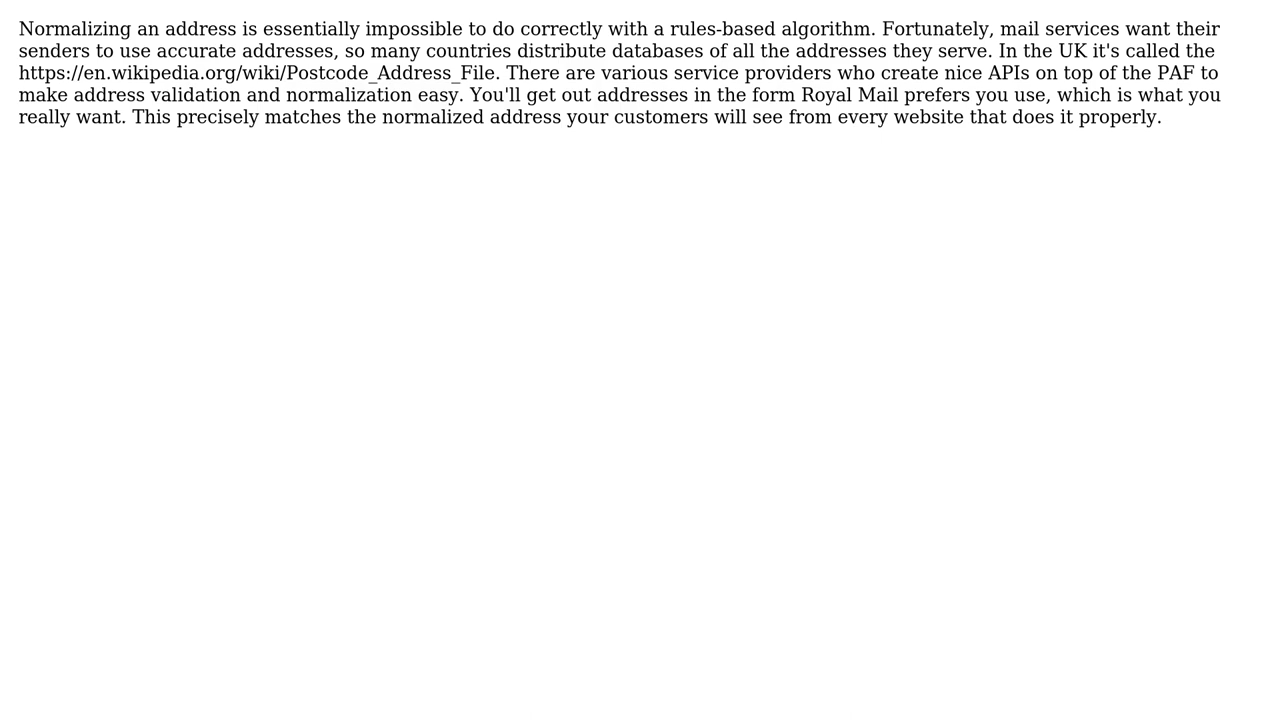 Normalizing an address is essentially impossible to do correctly with a rules-based algorithm. Fortunately, mail services want their
senders to use accurate addresses, so many countries distribute databases of all the addresses they serve. In the UK it's called the
https://en.wikipedia.org/wiki/Postcode_Address_File. There are various service providers who create nice APIs on top of the PAF to
make address validation and normalization easy. You'll get out addresses in the form Royal Mail prefers you use, which is what you
really want. This precisely matches the normalized address your customers will see from every website that does it properly.